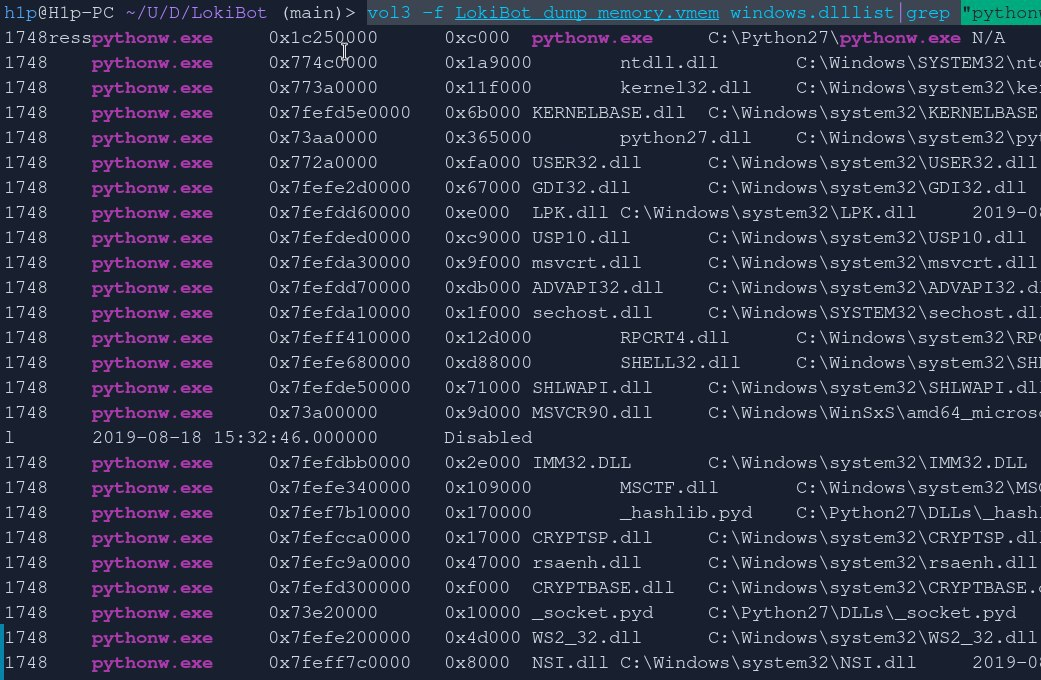 h1p@H1p-PC ~/U/D/LokiBot (main)> vol3 -f LokiBot_dump_memory.vmem windows.dlllist|grep "pythonw
1748resspythonw.exe 0x1c250000 0xc000 pythonw.exe C:\Python27\pythonw.exe N/A
1748 pythonw.exe 0x774c0000 0x1a9000 ntdll.dll C:\Windows\SYSTEM32\ntd
1748 pythonw.exe 0x773a0000 0x11f000 kernel32.dll C:\Windows\system32\ker
1748 pythonw.exe 0x7fefd5e0000 0x6b000 KERNELBASE.dll C:\Windows\system32\KERNELBASE
1748 pythonw.exe 0x73aa0000 0x365000 python27.dll C:\Windows\system32\pyt
1748 pythonw.exe 0x772a0000 0xfa000 USER32.dll C:\Windows\system32\USER32.dll
1748 pythonw.exe 0x7fefe2d0000 0x67000 GDI32.dll C:\Windows\system32\GDI32.dll
1748 pythonw.exe 0x7fefdd60000 0xe000 LPK.dll C:\Windows\system32\LPK.dll 2019-08
1748 pythonw.exe 0x7fefded0000 0xc9000 USP10.dll C:\Windows\system32\USP10.dll
1748 pythonw.exe 0x7fefda30000 0x9f000 msvcrt.dll C:\Windows\system32\msvcrt.dll
1748 pythonw.exe 0x7fefdd70000 0xdb000 ADVAPI32.dll C:\Windows\system32\ADVAPI32.dl
1748 pythonw.exe 0x7fefda10000 0x1f000 sechost.dll C:\Windows\SYSTEM32\sechost.dll
1748 pythonw.exe 0x7feff410000 0x12d000 RPCRT4.dll C:\Windows\system32\RPC
1748 pythonw.exe 0x7fefe680000 0xd88000 SHELL32.dll C:\Windows\system32\SHE
1748 pythonw.exe 0x7fefde50000 0x71000 SHLWAPI.dll C:\Windows\system32\SHLWAPI.dll
1748 pythonw.exe 0x73a00000 0x9d000 MSVCR90.dll C:\Windows\WinSxS\amd64_microso
l 2019-08-18 15:32:46.000000 Disabled
1748 pythonw.exe 0x7fefdbb0000 0x2e000 IMM32.DLL C:\Windows\system32\IMM32.DLL
1748 pythonw.exe 0x7fefe340000 0x109000 MSCTF.dll C:\Windows\system32\MSC
1748 pythonw.exe 0x7fef7b10000 0x170000 _hashlib.pyd C:\Python27\DLLs\_hashl
1748 pythonw.exe 0x7fefcca0000 0x17000 CRYPTSP.dll C:\Windows\system32\CRYPTSP.dll
1748 pythonw.exe 0x7fefc9a0000 0x47000 rsaenh.dll C:\Windows\system32\rsaenh.dll
1748 pythonw.exe 0x7fefd300000 0xf000 CRYPTBASE.dll C:\Windows\system32\CRYPTBASE.d
1748 pythonw.exe 0x73e20000 0x10000 _socket.pyd C:\Python27\DLLs\_socket.pyd
1748 pythonw.exe 0x7fefe200000 0x4d000 WS2_32.dll C:\Windows\system32\WS2_32.dll
1748 pythonw.exe 0x7feff7c0000 0x8000 NSI.dll C:\Windows\system32\NSI.dll 2019-08